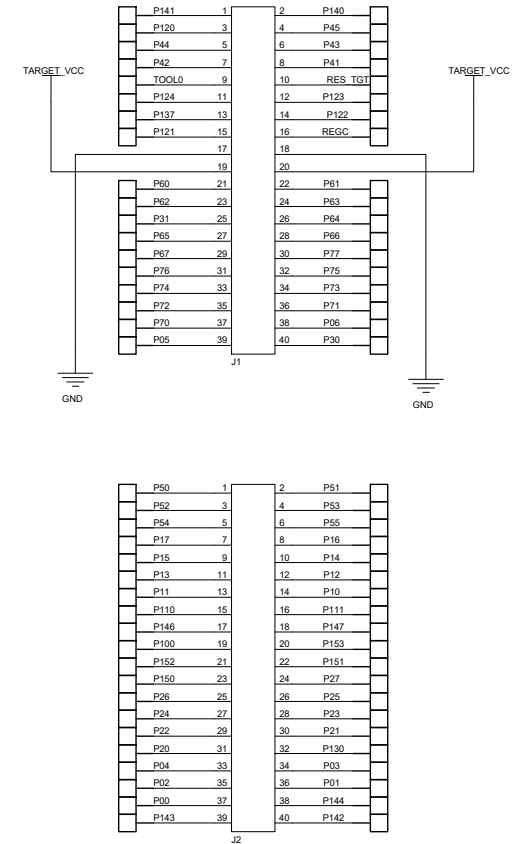 P141 1 2 P140
P120 3 4 P45
P44 5 6 P43
P42 7 8 P41
TARGET_VCC TOOL0 9 10 RES_TGT TARGET_VCC
P124 11 12 P123
P137 13 14 P122
P121 15 16 REGC
17 18
19 20
P60 21 22 P61
P62 23 24 P63
P31 25 26 P64
P65 27 28 P66
P67 29 30 P77
P76 31 32 P75
P74 33 34 P73
P72 35 36 P71
P70 37 38 P06
P05 39 40 P30
J1
GND GND
P50 1 2 P51
P52 3 4 P53
P54 5 6 P55
P17 7 8 P16
P15 9 10 P14
P13 11 12 P12
P11 13 14 P10
P110 15 16 P111
P146 17 18 P147
P100 19 20 P153
P152 21 22 P151
P150 23 24 P27
P26 25 26 P25
P24 27 28 P23
P22 29 30 P21
P20 31 32 P130
P04 33 34 P03
P02 35 36 P01
P00 37 38 P144
P143 39 40 P142
J2